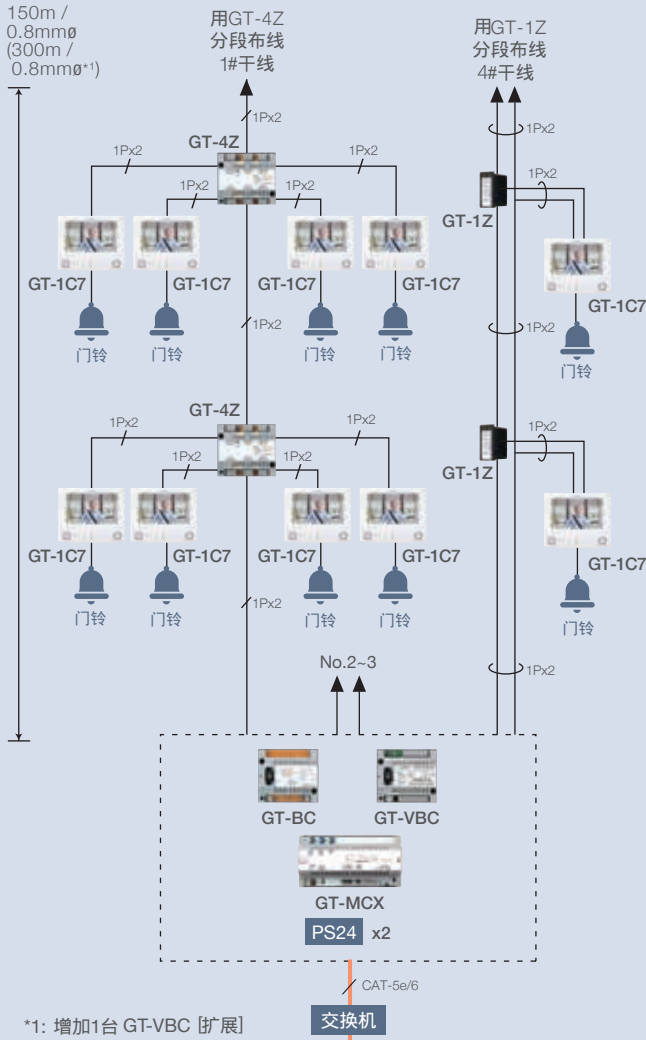 150m /
0.8mmø
(300m /
0.8mmø*1)
用GT-4Z
分段布线
1#干线
用GT-1Z
分段布线
4#干线
1Px2
1Px2
GT-4Z
1Px2
1Px2
1Px2
1Px2
1Px2
GT-1Z
GT-1C7
GT-1C7
GT-1C7
GT-1C7
GT-1C7
门铃
门铃
门铃
门铃
门铃
1Px2
1Px2
GT-4Z
1Px2
1Px2
1Px2
1Px2
1Px2
GT-1Z
GT-1C7
GT-1C7
GT-1C7
GT-1C7
GT-1C7
门铃
门铃
门铃
门铃
门铃
1Px2
No.2~3
1Px2
GT-BC
GT-VBC
GT-MCX
PS24 x2
CAT-5e/6
*1: 增加1台 GT-VBC [扩展]
交换机